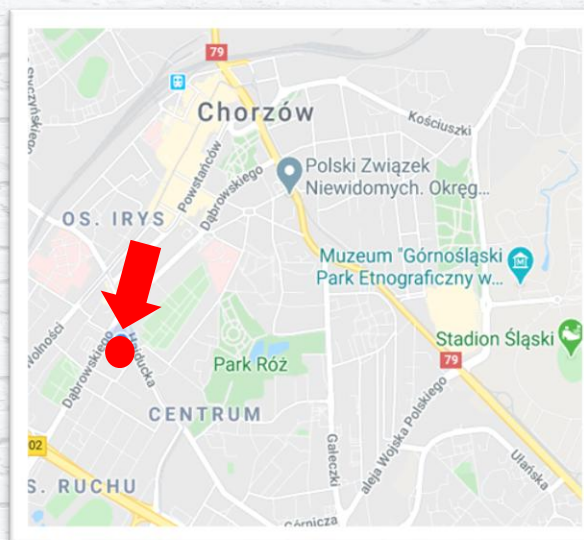 79
Chorzów
Kościuszki
Powstańców
Dąbrowskiego
Polski Związek
Niewidomych. Okręg...
OS. IRYS
Muzeum "Górnośląski
Park Etnograficzny w...
Wolności
Dąbrowskiego
Hajducka
Park Róż
Stadion Śląski
79
CENTRUM
aleja Wojska Polskiego
Gałeczki
Ułańska
02
S. RUCHU
Górnicza